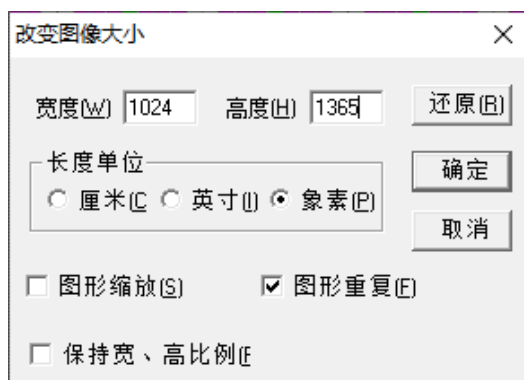 改变图像大小
宽度(W) 1024 高度(H) 1365 还原(R)
长度单位
厘米(C 英寸(I) 象素(P)
确定
取消
图形缩放(S) 图形重复(F)
保持宽、高比例(F